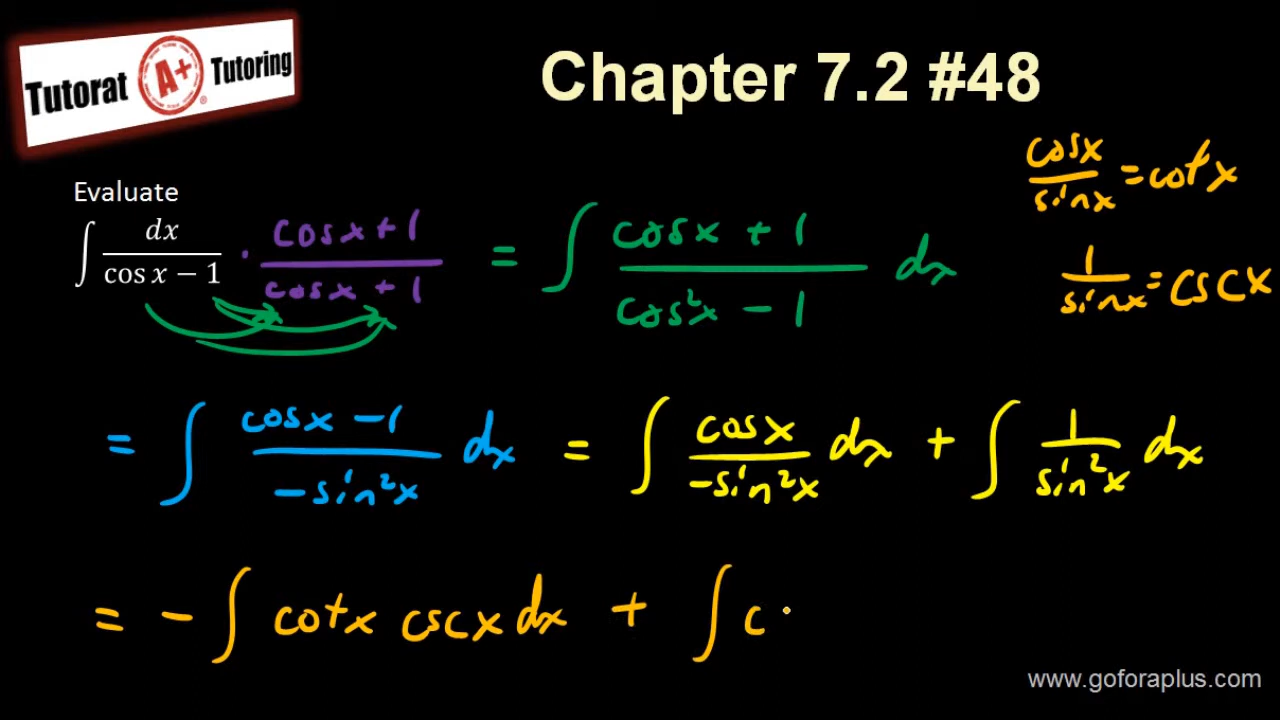 Tutorat A+ Tutoring
Chapter 7.2 #48
Evaluate
∫ dx/(cos x − 1) · (cosx + 1)/(cosx + 1) = ∫ (cosx + 1)/(cos²x − 1) dx
cosx/sinx = cotx
1/sinx = cscx
= ∫ (cosx − 1)/(−sin²x) dx = ∫ cosx/(−sin²x) dx + ∫ 1/(sin²x) dx
= − ∫ cotx cscx dx + ∫ c
www.goforaplus.com